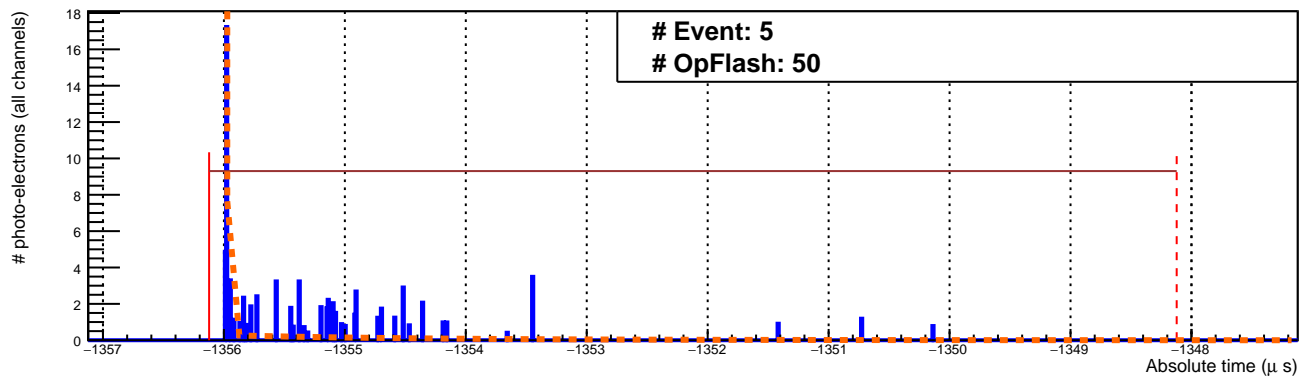 # photo-electrons (all channels)
18
16
14
12
10
8
6
4
2
0
# Event: 5
# OpFlash: 50
−1357 −1356 −1355 −1354 −1353 −1352 −1351 −1350 −1349 −1348
Absolute time (μ s)